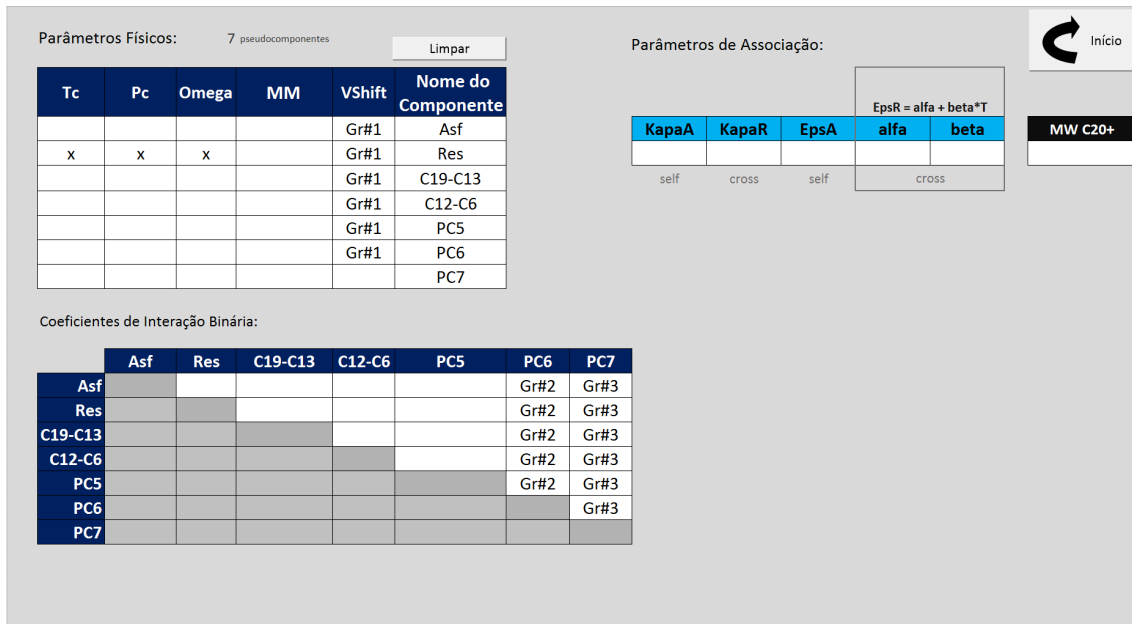 Parâmetros Físicos: 7 pseudocomponentes
Limpar
Tc Pc Omega MM VShift Nome do Componente
Gr#1 Asf
x x x Gr#1 Res
Gr#1 C19-C13
Gr#1 C12-C6
Gr#1 PC5
Gr#1 PC6
PC7
Parâmetros de Associação:
Início
EpsR = alfa + beta*T
KapaA KapaR EpsA alfa beta
self cross self cross
MW C20+
Coeficientes de Interação Binária:
Asf Res C19-C13 C12-C6 PC5 PC6 PC7
Asf Gr#2 Gr#3
Res Gr#2 Gr#3
C19-C13 Gr#2 Gr#3
C12-C6 Gr#2 Gr#3
PC5 Gr#2 Gr#3
PC6 Gr#3
PC7